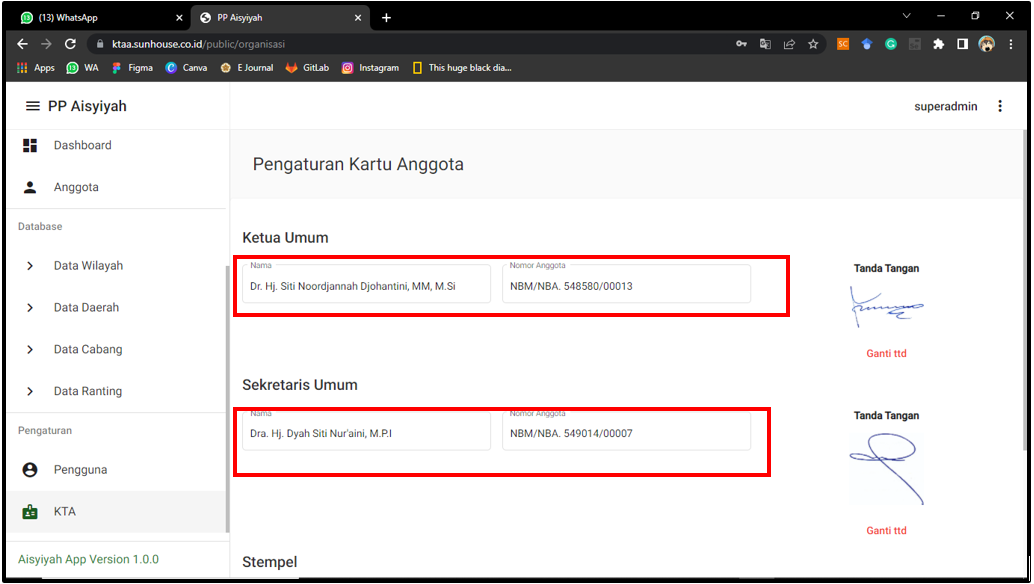 (13) WhatsApp
PP Aisyiyah
ktaa.sunhouse.co.id/public/organisasi
Apps
WA
Figma
Canva
E Journal
GitLab
Instagram
This huge black dia...
PP Aisyiyah
superadmin
Dashboard
Anggota
Database
Data Wilayah
Data Daerah
Data Cabang
Data Ranting
Pengaturan
Pengguna
KTA
Aisyiyah App Version 1.0.0
Pengaturan Kartu Anggota
Ketua Umum
Nama
Dr. Hj. Siti Noordjannah Djohantini, MM, M.Si
Nomor Anggota
NBM/NBA. 548580/00013
Tanda Tangan
Ganti ttd
Sekretaris Umum
Nama
Dra. Hj. Dyah Siti Nur'aini, M.P.I
Nomor Anggota
NBM/NBA. 549014/00007
Tanda Tangan
Ganti ttd
Stempel